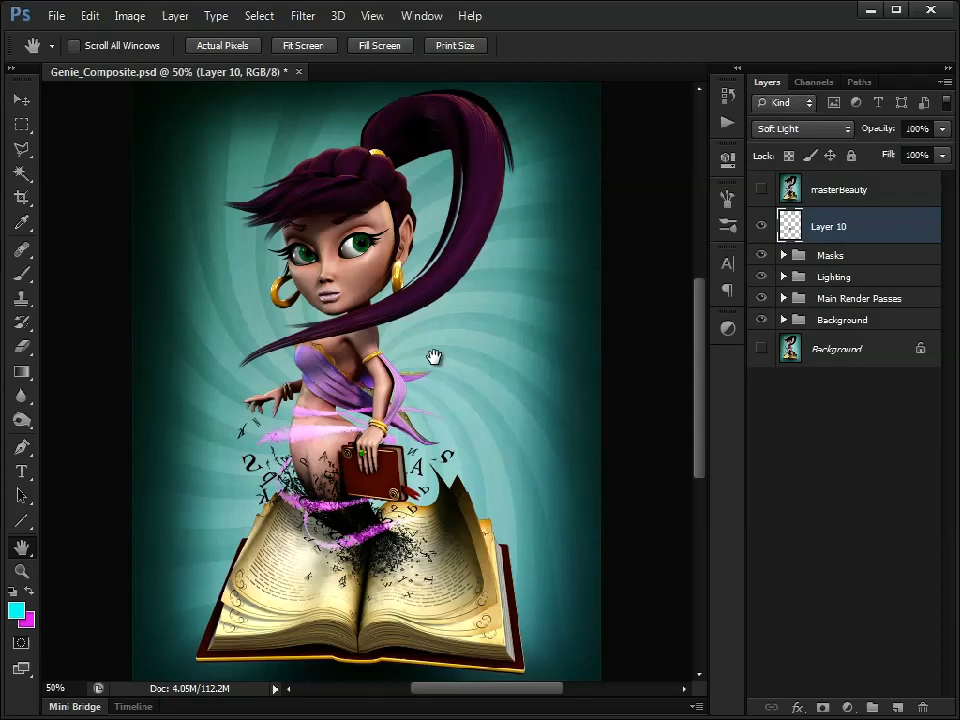 Ps File Edit Image Layer Type Select Filter 3D View Window Help
Scroll All Windows Actual Pixels Fit Screen Fill Screen Print Size
Genie_Composite.psd @ 50% (Layer 10, RGB/8) * ×
Layers Channels Paths
Kind
Soft Light Opacity: 100%
Lock: Fill: 100%
masterBeauty
Layer 10
Masks
Lighting
Main Render Passes
Background
Background
50% Doc: 4.05M/112.2M
Mini Bridge Timeline